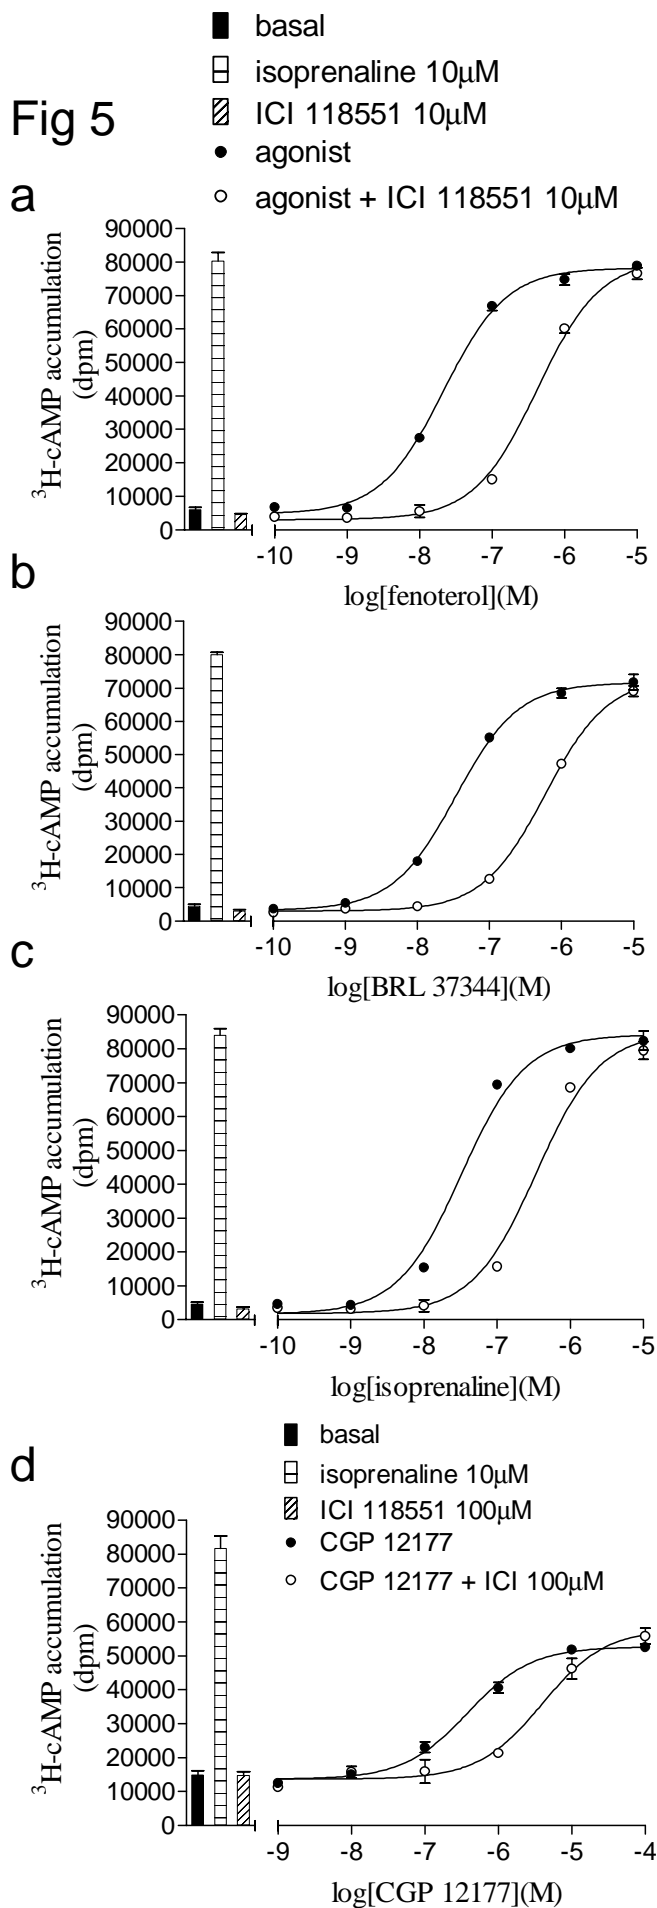 basal
isoprenaline 10μM
Fig 5
ICI 118551 10μM
agonist
agonist + ICI 118551 10μM
a
90000
80000
70000
60000
50000
40000
30000
20000
10000
0
³H-cAMP accumulation
(dpm)
-10 -9 -8 -7 -6 -5
log[fenoterol](M)
b
90000
80000
70000
60000
50000
40000
30000
20000
10000
0
³H-cAMP accumulation
(dpm)
-10 -9 -8 -7 -6 -5
log[BRL 37344](M)
c
90000
80000
70000
60000
50000
40000
30000
20000
10000
0
³H-cAMP accumulation
(dpm)
-10 -9 -8 -7 -6 -5
log[isoprenaline](M)
d
basal
isoprenaline 10μM
ICI 118551 100μM
CGP 12177
CGP 12177 + ICI 100μM
90000
80000
70000
60000
50000
40000
30000
20000
10000
0
³H-cAMP accumulation
(dpm)
-9 -8 -7 -6 -5 -4
log[CGP 12177](M)